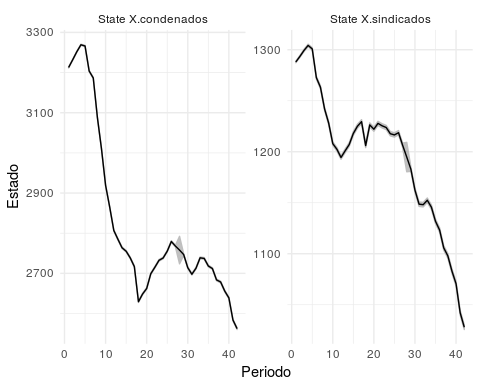 State X.condenados
State X.sindicados
3300
3100
2900
2700
1300
1200
1100
0 10 20 30 40
0 10 20 30 40
Estado
Periodo